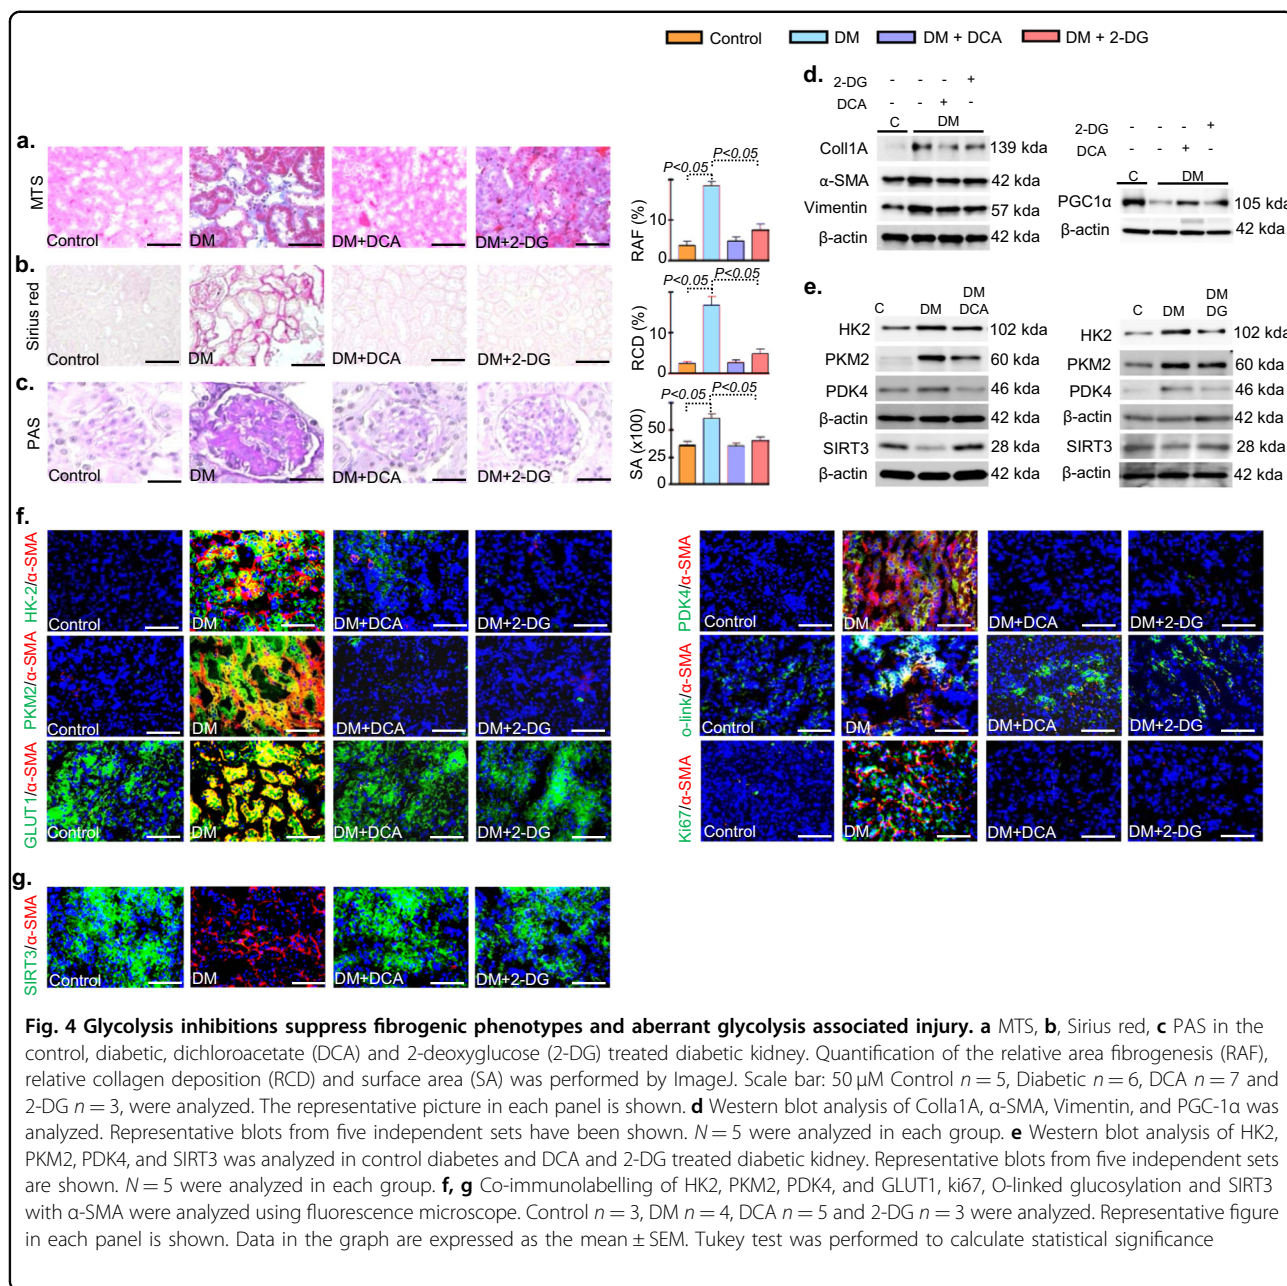 Control DM DM + DCA DM + 2-DG
a.
MTS
Control DM DM+DCA DM+2-DG
P<0.05 P<0.05
10
0
RAF (%)
b.
Sirius red
Control DM DM+DCA DM+2-DG
P<0.05 P<0.05
10
0
RCD (%)
c.
PAS
Control DM DM+DCA DM+2-DG
P<0.05 P<0.05
50
25
0
SA (x100)
d.
2-DG - - - +
DCA - - + -
C DM
Coll1A 139 kda
α-SMA 42 kda
Vimentin 57 kda
β-actin 42 kda
2-DG - - - +
DCA - - + -
C DM
PGC1α 105 kda
β-actin 42 kda
e.
C DM DM DCA
HK2 102 kda
PKM2 60 kda
PDK4 46 kda
β-actin 42 kda
SIRT3 28 kda
β-actin 42 kda
C DM DM DG
HK2 102 kda
PKM2 60 kda
PDK4 46 kda
β-actin 42 kda
SIRT3 28 kda
β-actin 42 kda
f.
HK-2/α-SMA
Control DM DM+DCA DM+2-DG
PKM2/α-SMA
Control DM DM+DCA DM+2-DG
GLUT1/α-SMA
Control DM DM+DCA DM+2-DG
PDK4/α-SMA
Control DM DM+DCA DM+2-DG
o-link/α-SMA
Control DM DM+DCA DM+2-DG
Ki67/α-SMA
Control DM DM+DCA DM+2-DG
g.
SIRT3/α-SMA
Control DM DM+DCA DM+2-DG
Fig. 4 Glycolysis inhibitions suppress fibrogenic phenotypes and aberrant glycolysis associated injury. a MTS, b, Sirius red, c PAS in the
control, diabetic, dichloroacetate (DCA) and 2-deoxyglucose (2-DG) treated diabetic kidney. Quantification of the relative area fibrogenesis (RAF),
relative collagen deposition (RCD) and surface area (SA) was performed by ImageJ. Scale bar: 50 μM Control n = 5, Diabetic n = 6, DCA n = 7 and
2-DG n = 3, were analyzed. The representative picture in each panel is shown. d Western blot analysis of Colla1A, α-SMA, Vimentin, and PGC-1α was
analyzed. Representative blots from five independent sets have been shown. N = 5 were analyzed in each group. e Western blot analysis of HK2,
PKM2, PDK4, and SIRT3 was analyzed in control diabetes and DCA and 2-DG treated diabetic kidney. Representative blots from five independent sets
are shown. N = 5 were analyzed in each group. f, g Co-immunolabelling of HK2, PKM2, PDK4, and GLUT1, ki67, O-linked glucosylation and SIRT3
with α-SMA were analyzed using fluorescence microscope. Control n = 3, DM n = 4, DCA n = 5 and 2-DG n = 3 were analyzed. Representative figure
in each panel is shown. Data in the graph are expressed as the mean ± SEM. Tukey test was performed to calculate statistical significance